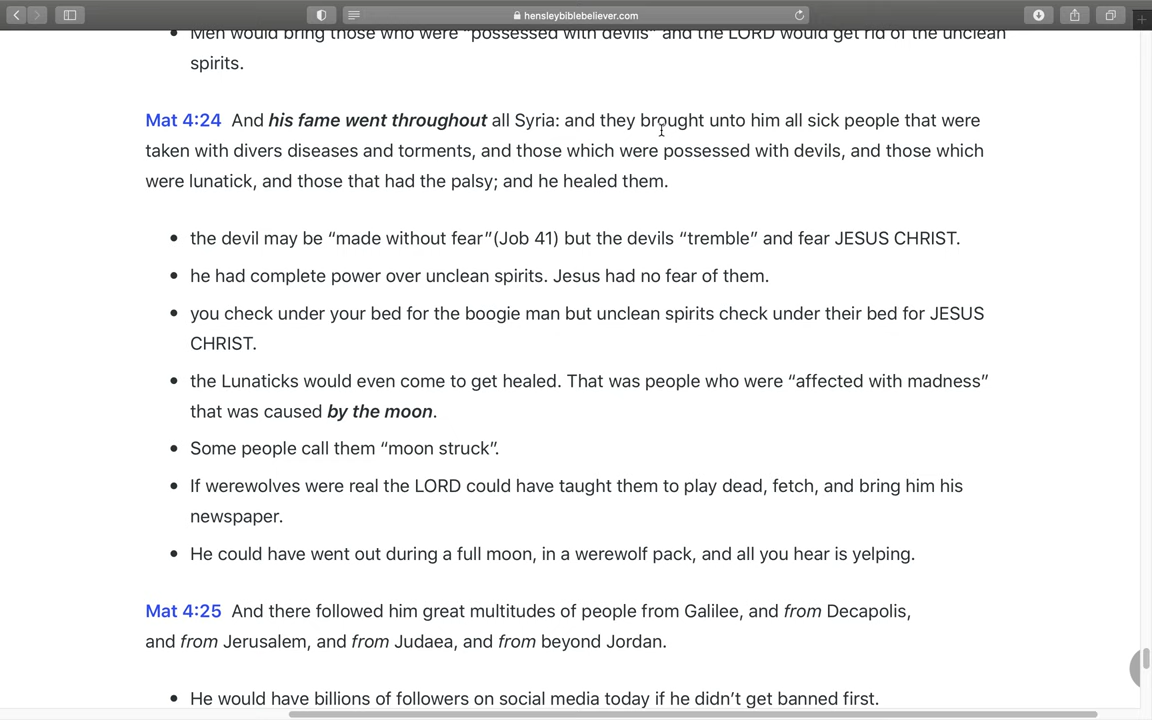 hensleybiblebeliever.com
• Men would bring those who were “possessed with devils” and the LORD would get rid of the unclean
spirits.
Mat 4:24 And his fame went throughout all Syria: and they brought unto him all sick people that were
taken with divers diseases and torments, and those which were possessed with devils, and those which
were lunatick, and those that had the palsy; and he healed them.
• the devil may be “made without fear”(Job 41) but the devils “tremble” and fear JESUS CHRIST.
• he had complete power over unclean spirits. Jesus had no fear of them.
• you check under your bed for the boogie man but unclean spirits check under their bed for JESUS
CHRIST.
• the Lunaticks would even come to get healed. That was people who were “affected with madness”
that was caused by the moon.
• Some people call them “moon struck”.
• If werewolves were real the LORD could have taught them to play dead, fetch, and bring him his
newspaper.
• He could have went out during a full moon, in a werewolf pack, and all you hear is yelping.
Mat 4:25 And there followed him great multitudes of people from Galilee, and from Decapolis,
and from Jerusalem, and from Judaea, and from beyond Jordan.
• He would have billions of followers on social media today if he didn’t get banned first.